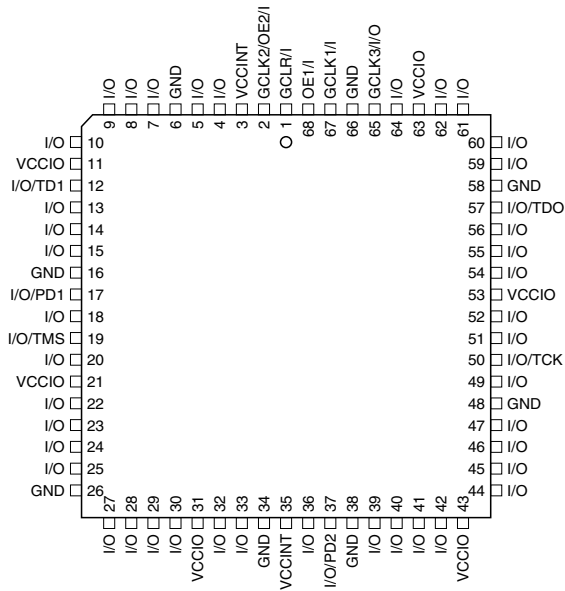 I/O I/O I/O GND I/O I/O VCCINT GCLK2/OE2/I GCLR/I OE1/I GCLK1/I GND GCLK3/I/O I/O VCCIO I/O I/O
9 8 7 6 5 4 3 2 1 68 67 66 65 64 63 62 61
I/O 10 60 I/O
VCCIO 11 59 I/O
I/O/TD1 12 58 GND
I/O 13 57 I/O/TDO
I/O 14 56 I/O
I/O 15 55 I/O
GND 16 54 I/O
I/O/PD1 17 53 VCCIO
I/O 18 52 I/O
I/O/TMS 19 51 I/O
I/O 20 50 I/O/TCK
VCCIO 21 49 I/O
I/O 22 48 GND
I/O 23 47 I/O
I/O 24 46 I/O
I/O 25 45 I/O
GND 26 44 I/O
27 28 29 30 31 32 33 34 35 36 37 38 39 40 41 42 43
I/O I/O I/O I/O VCCIO I/O I/O GND VCCINT I/O I/O/PD2 GND I/O I/O I/O I/O VCCIO